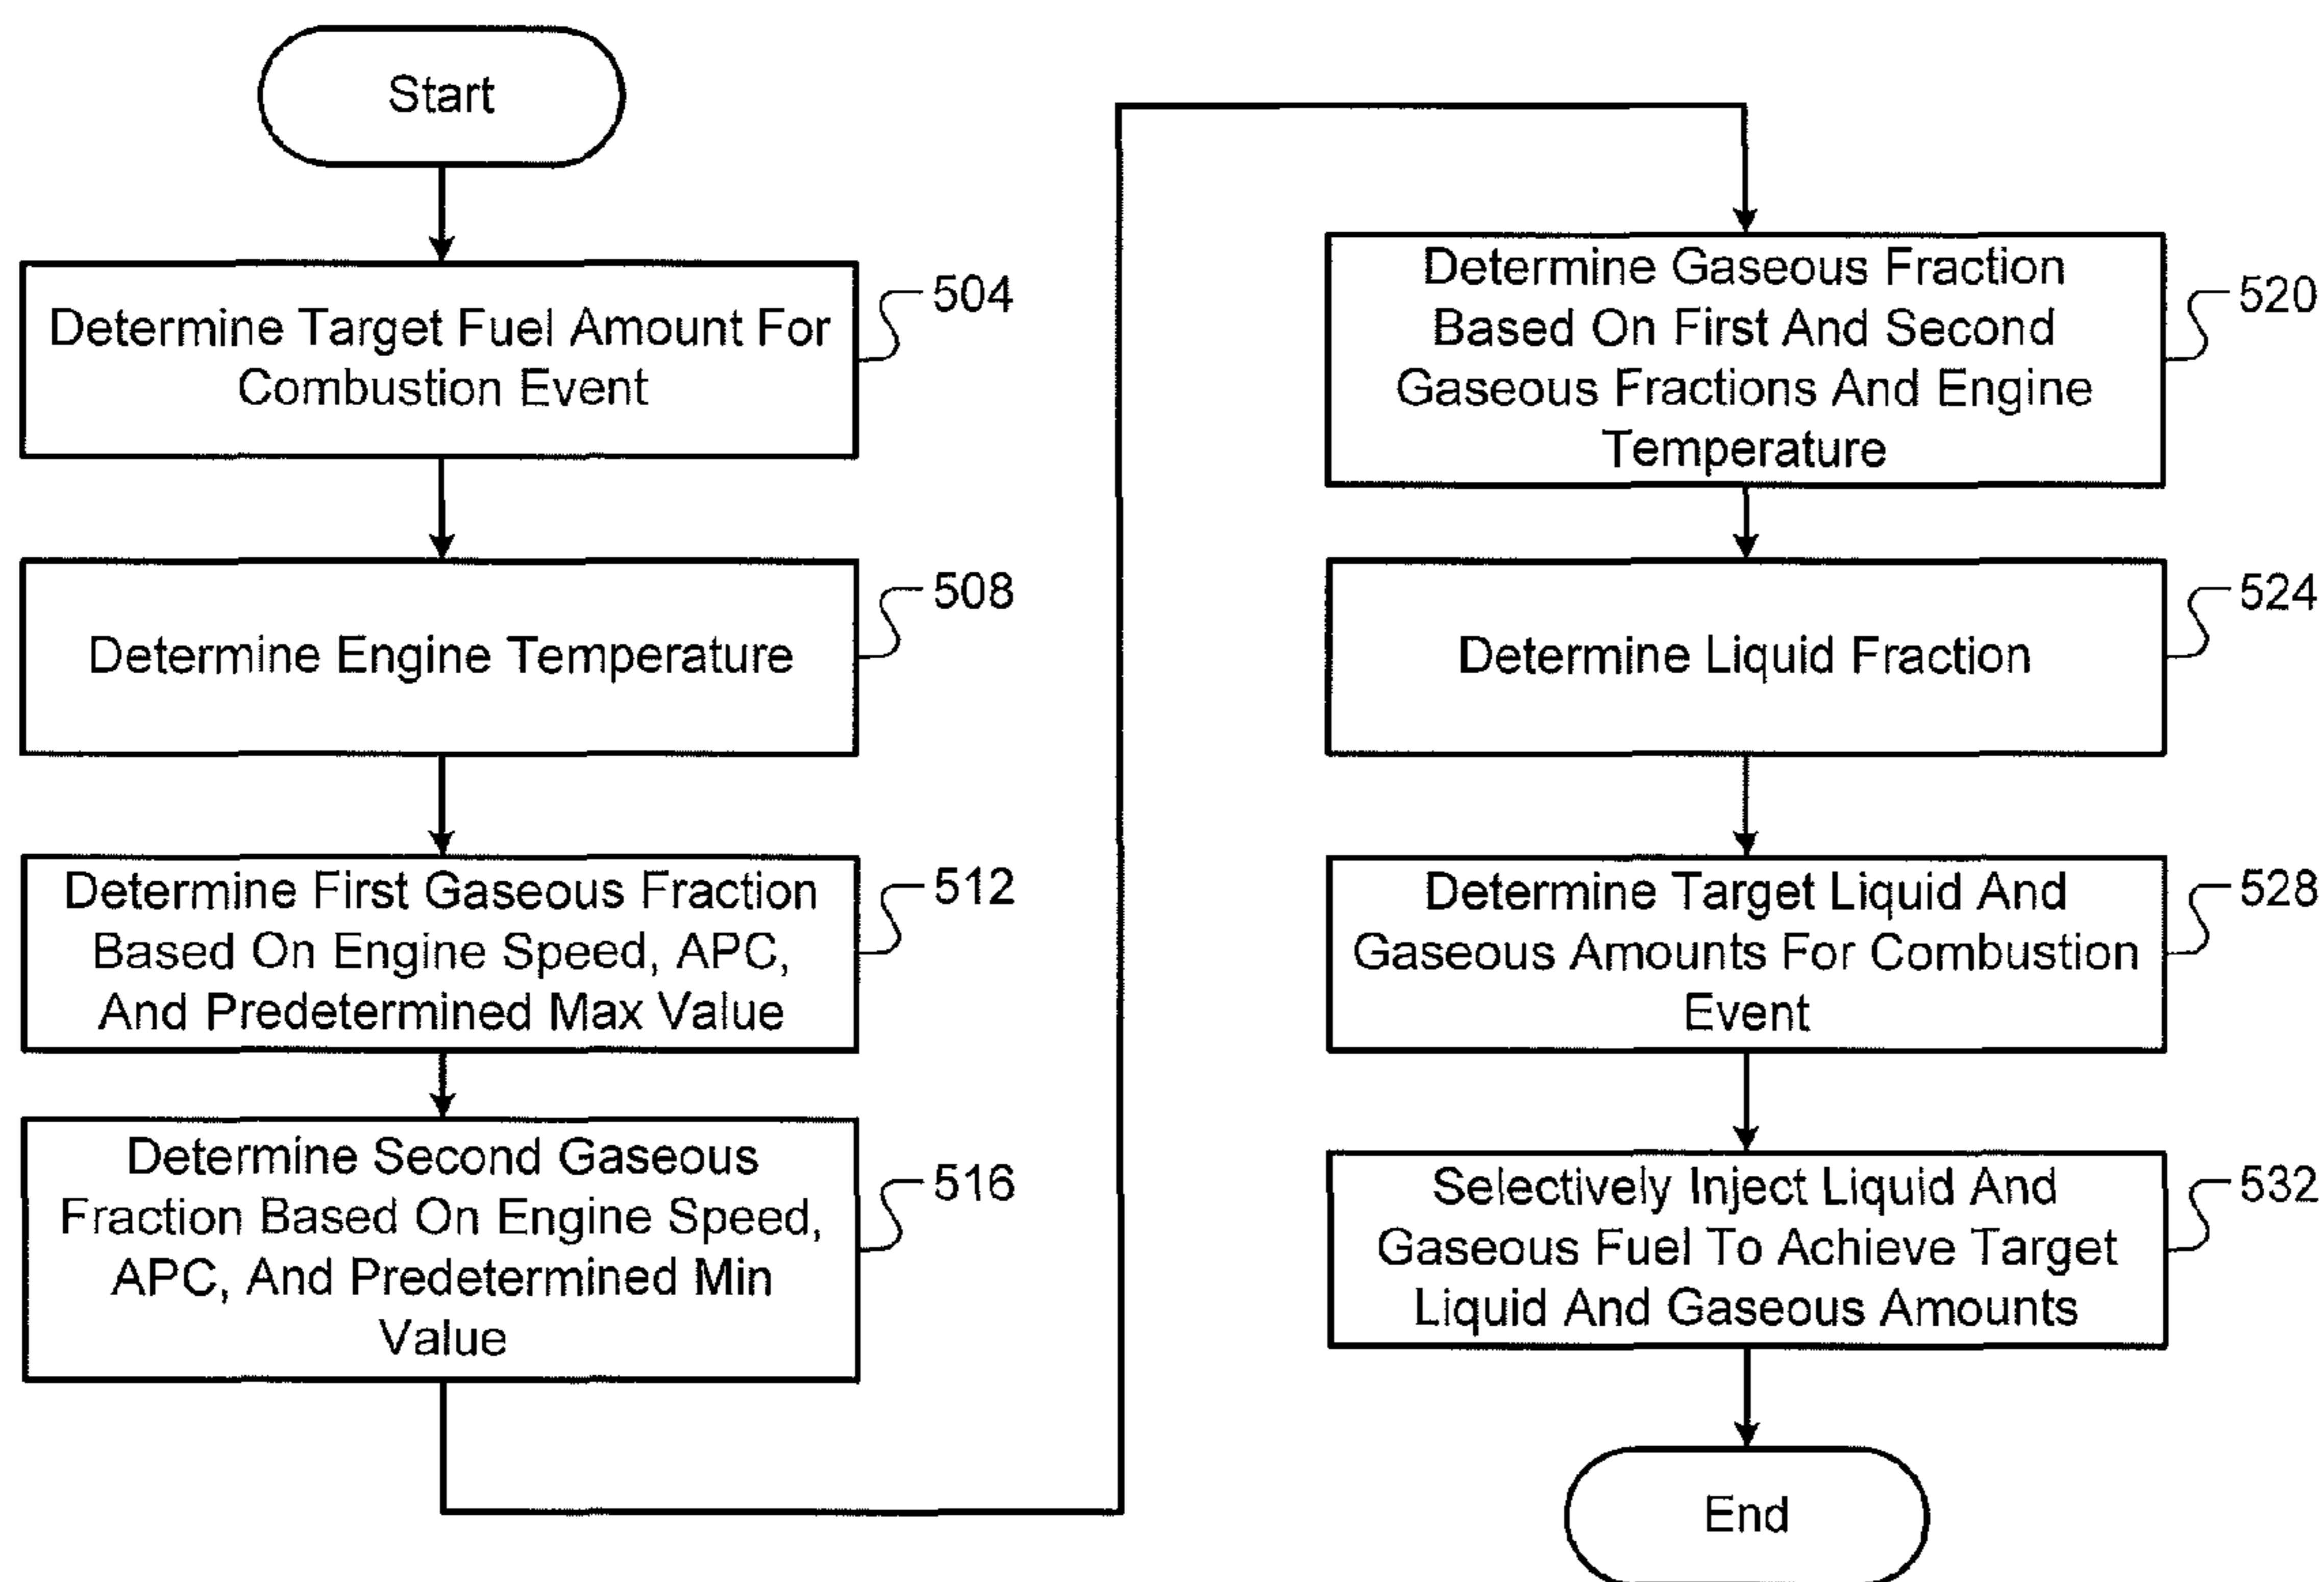 Start
Determine Target Fuel Amount For
Combustion Event
504
Determine Engine Temperature
508
Determine First Gaseous Fraction
Based On Engine Speed, APC,
And Predetermined Max Value
512
Determine Second Gaseous
Fraction Based On Engine Speed,
APC, And Predetermined Min
Value
516
Determine Gaseous Fraction
Based On First And Second
Gaseous Fractions And Engine
Temperature
520
Determine Liquid Fraction
524
Determine Target Liquid And
Gaseous Amounts For Combustion
Event
528
Selectively Inject Liquid And
Gaseous Fuel To Achieve Target
Liquid And Gaseous Amounts
532
End